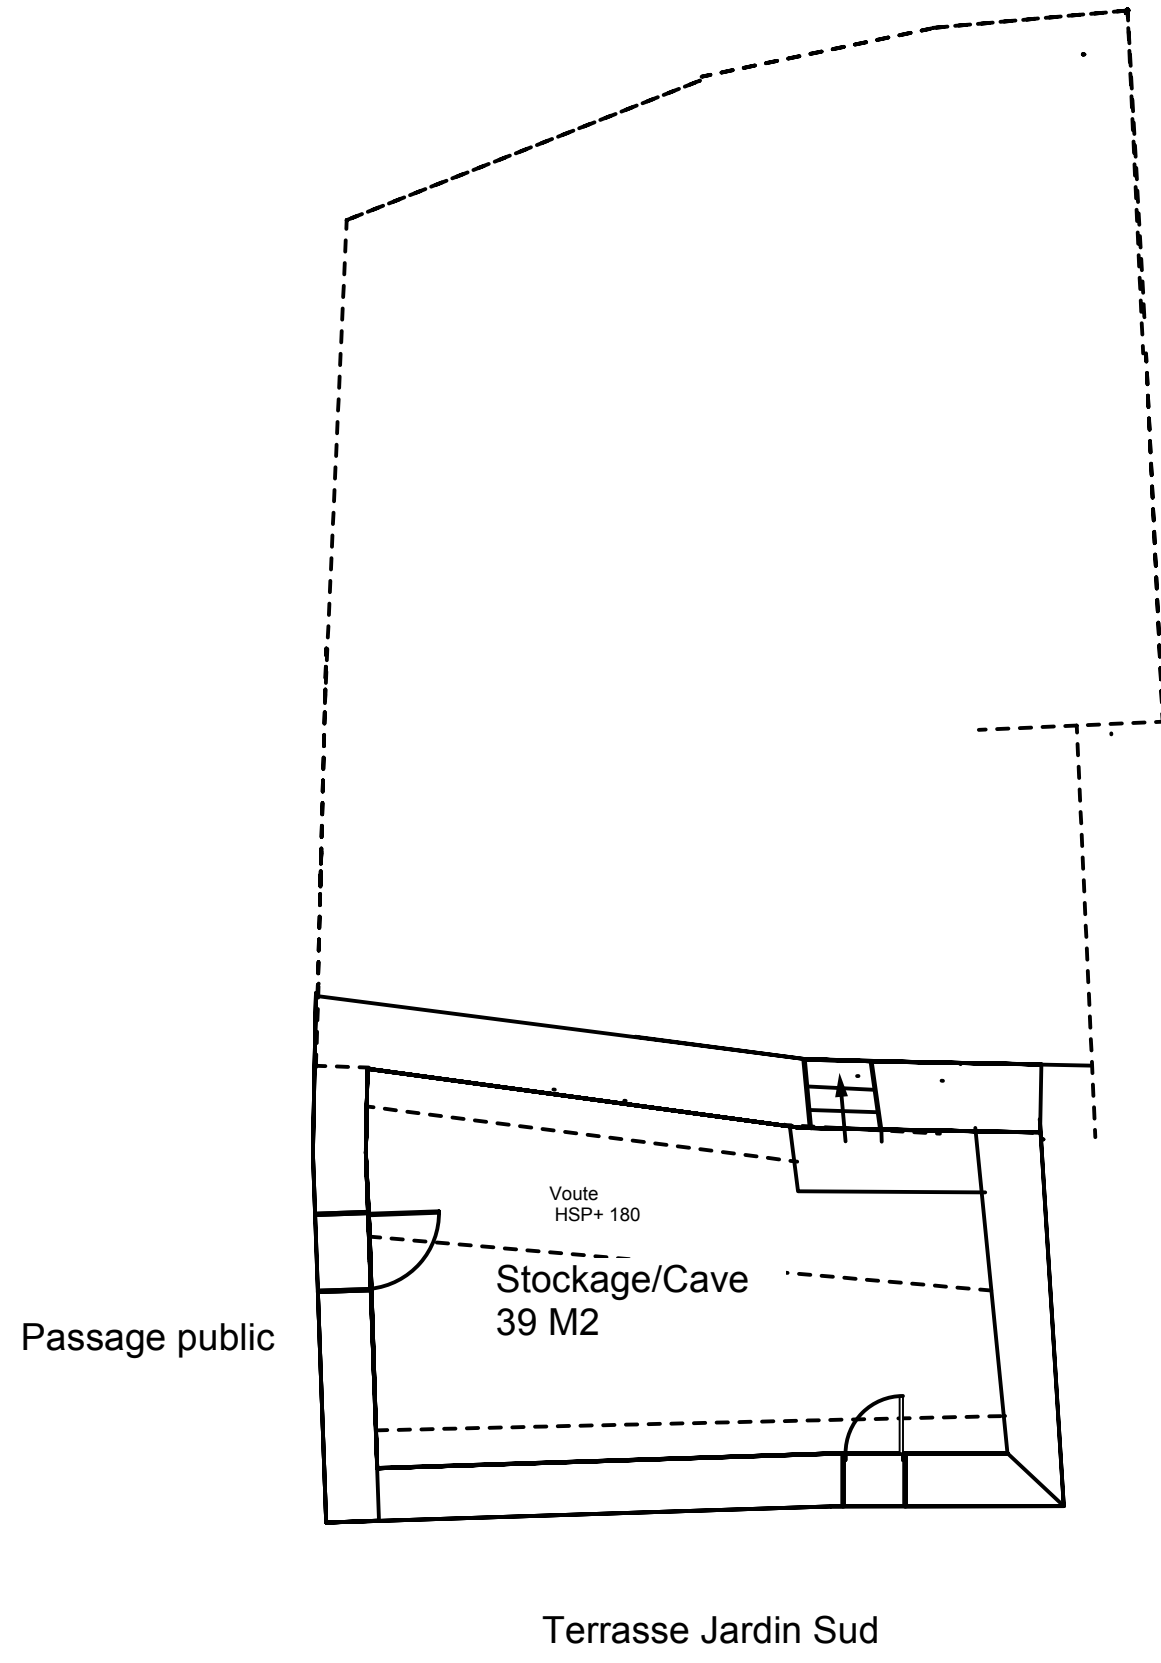 Voute
HSP+ 180
Stockage/Cave
39 M2
Passage public
Terrasse Jardin Sud